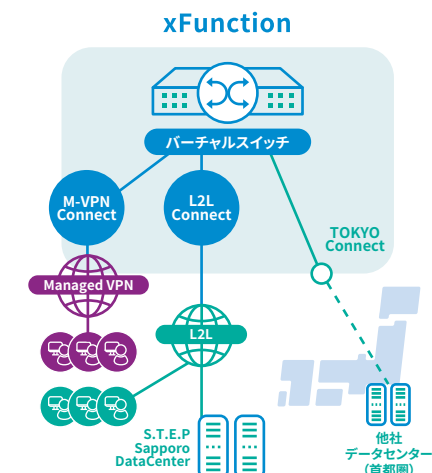 xFunction
バーチャルスイッチ
M-VPN
Connect
L2L
Connect
TOKYO
Connect
Managed VPN
L2L
S.T.E.P
Sapporo
DataCenter
他社
データセンター
(首都圏)